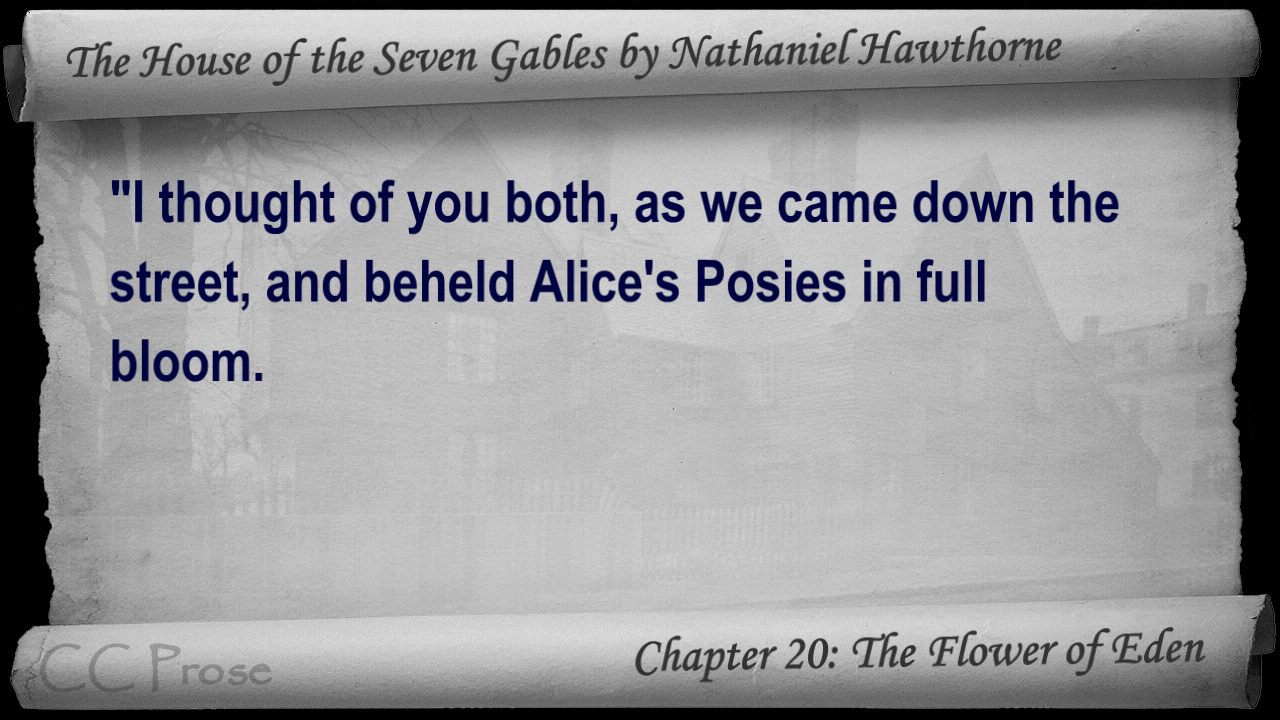 The House of the Seven Gables by Nathaniel Hawthorne
"I thought of you both, as we came down the
street, and beheld Alice's Posies in full
bloom.
CC Prose
Chapter 20: The Flower of Eden